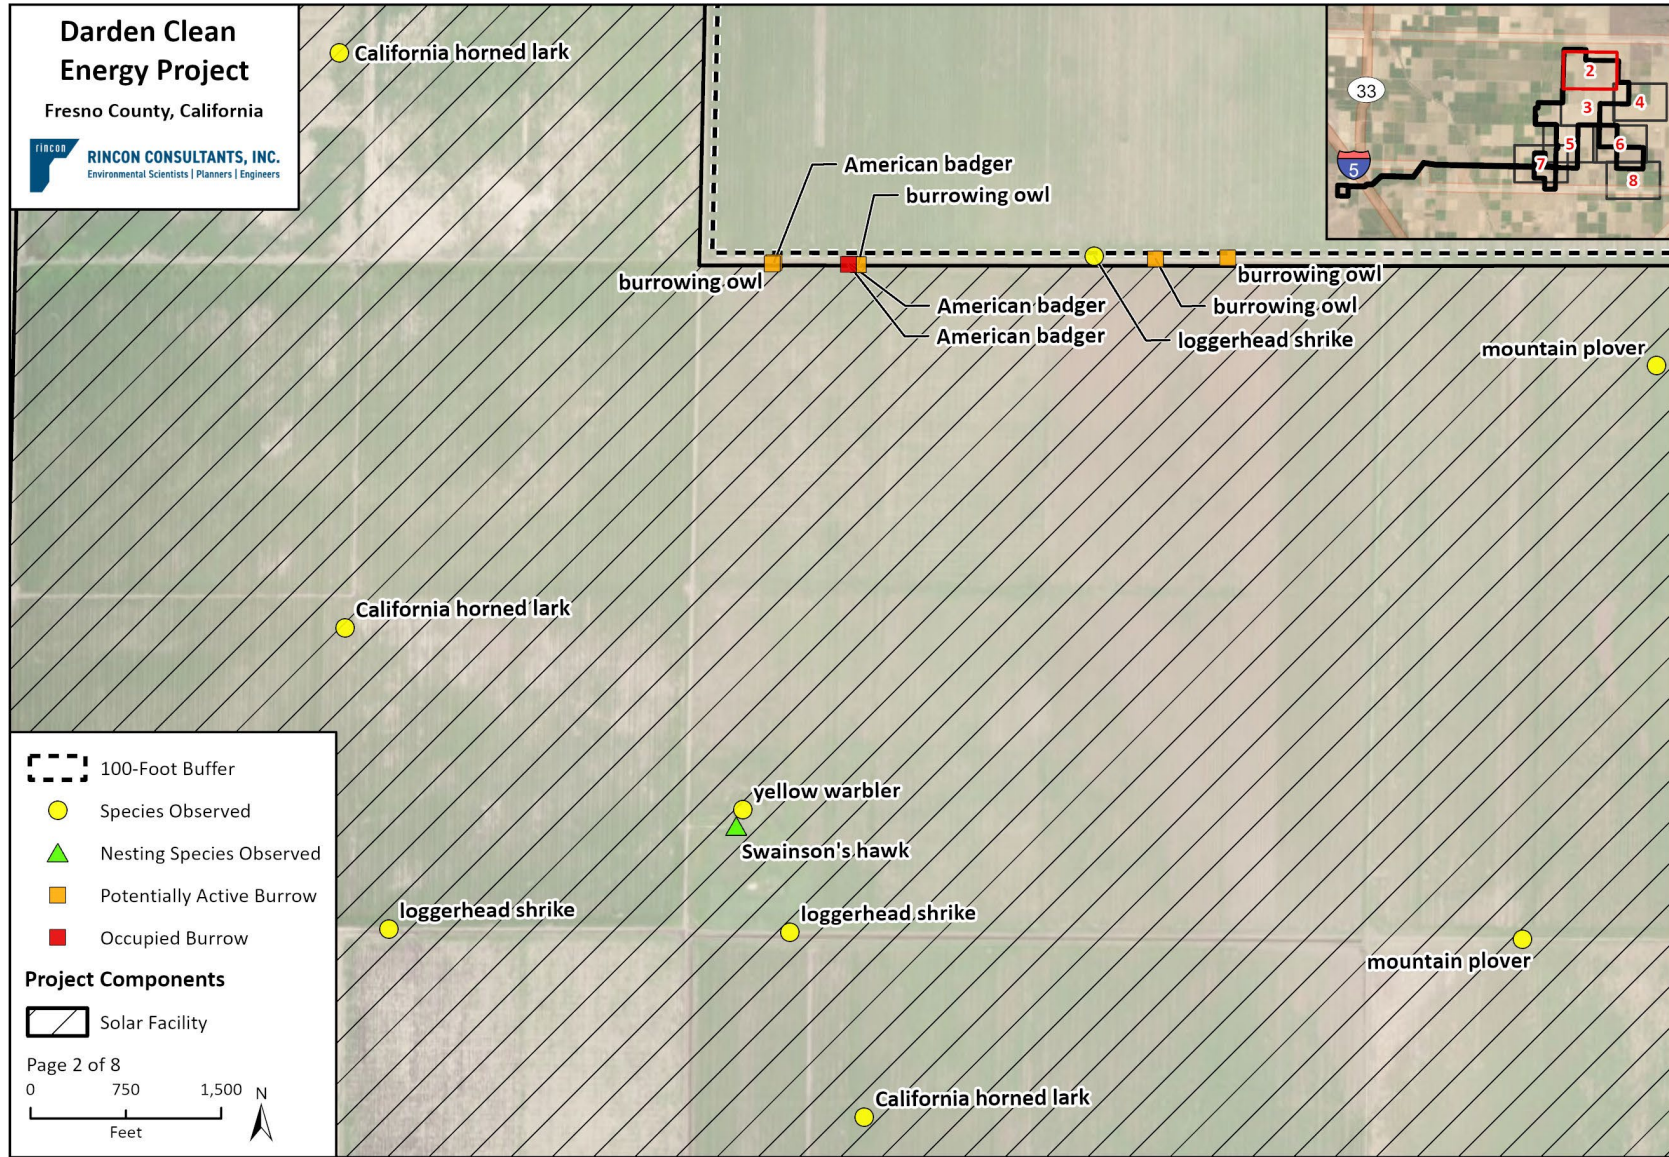 Darden Clean
Energy Project
Fresno County, California
rincon
RINCON CONSULTANTS, INC.
Environmental Scientists | Planners | Engineers
California horned lark
33
5
2
3
4
5
6
7
8
American badger
burrowing owl
burrowing owl
burrowing owl
American badger
burrowing owl
American badger
loggerhead shrike
mountain plover
California horned lark
yellow warbler
Swainson's hawk
loggerhead shrike
loggerhead shrike
mountain plover
California horned lark
100-Foot Buffer
Species Observed
Nesting Species Observed
Potentially Active Burrow
Occupied Burrow
Project Components
Solar Facility
Page 2 of 8
0 750 1,500
Feet
N